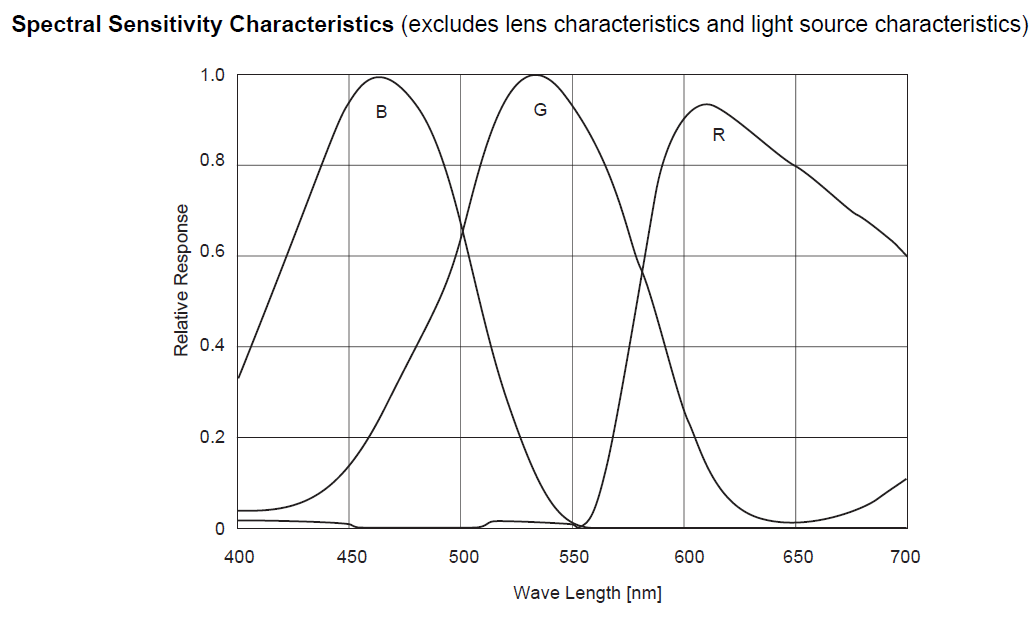 Spectral Sensitivity Characteristics (excludes lens characteristics and light source characteristics)
1.0
B
G
R
0.8
0.6
Relative Response
0.4
0.2
0
400 450 500 550 600 650 700
Wave Length [nm]